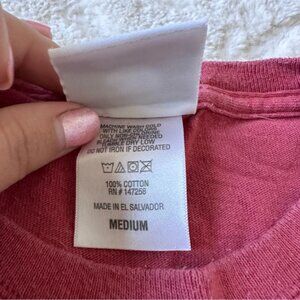 MACHINE WASH COLD
WITH LIKE COLORS
ONLY NON-CHLORINE
BLEACH
TUMBLE DRY LOW
DO NOT IRON IF DECORATED
100% COTTON
RN # 147258
MADE IN EL SALVADOR
MEDIUM